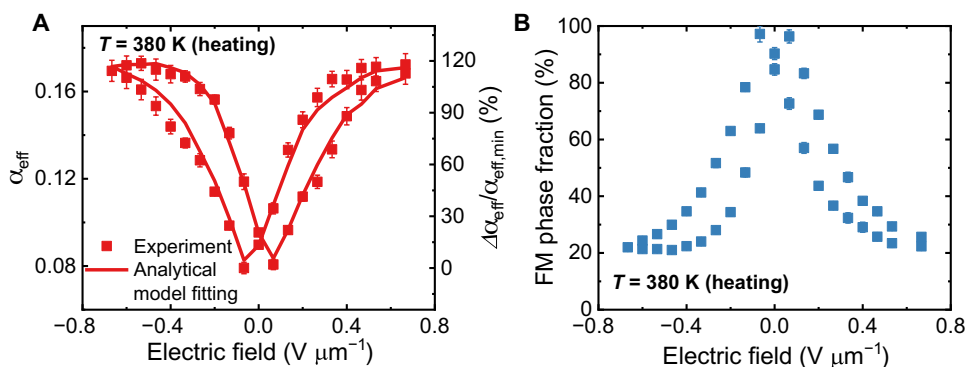 A
T = 380 K (heating)
0.16
0.12
0.08
α_eff
120
90
60
30
0
Δα_eff/α_eff,min (%)
Experiment
Analytical
model fitting
−0.8 −0.4 0.0 0.4 0.8
Electric field (V μm⁻¹)
B
100
80
60
40
20
0
FM phase fraction (%)
T = 380 K (heating)
−0.8 −0.4 0.0 0.4 0.8
Electric field (V μm⁻¹)